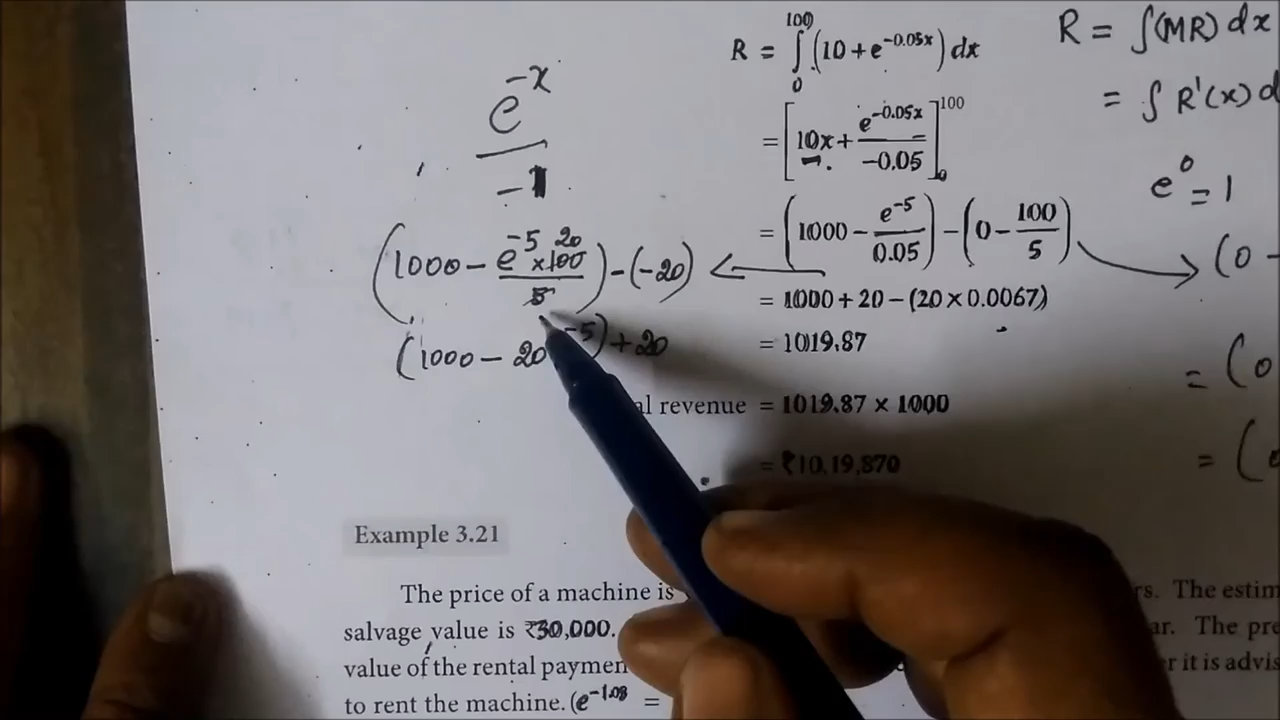 R = ∫₀¹⁰⁰ (10 + e^(-0.05x)) dx
R = ∫(MR) dx
= ∫ R'(x) d
e^(-x) / -1
= [10x + e^(-0.05x) / -0.05]₀¹⁰⁰
e⁰ = 1
= (1000 − e⁻⁵ / 0.05) − (0 − 100 / 5)
(0 -
(1000 − e⁻⁵ ×100 / 5) − (−20)
20
= 1000 + 20 − (20 × 0.0067)
(1000 − 20 ⁻⁵) + 20
= 1019.87
= (0
al revenue = 1019.87 × 1000
= (
= ₹10,19,870
Example 3.21
The price of a machine is rs. The estim
salvage value is ₹30,000. ar. The pre
value of the rental paymen r it is advis
to rent the machine. (e^(-1.08) =